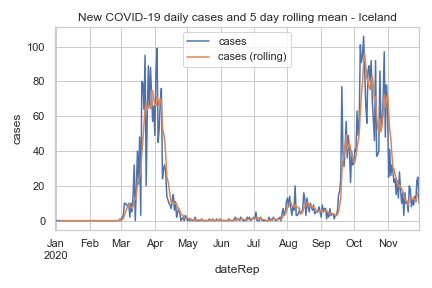 New COVID-19 daily cases and 5 day rolling mean - Iceland
cases
cases (rolling)
cases
100
80
60
40
20
0
Jan Feb Mar Apr May Jun Jul Aug Sep Oct Nov
2020
dateRep